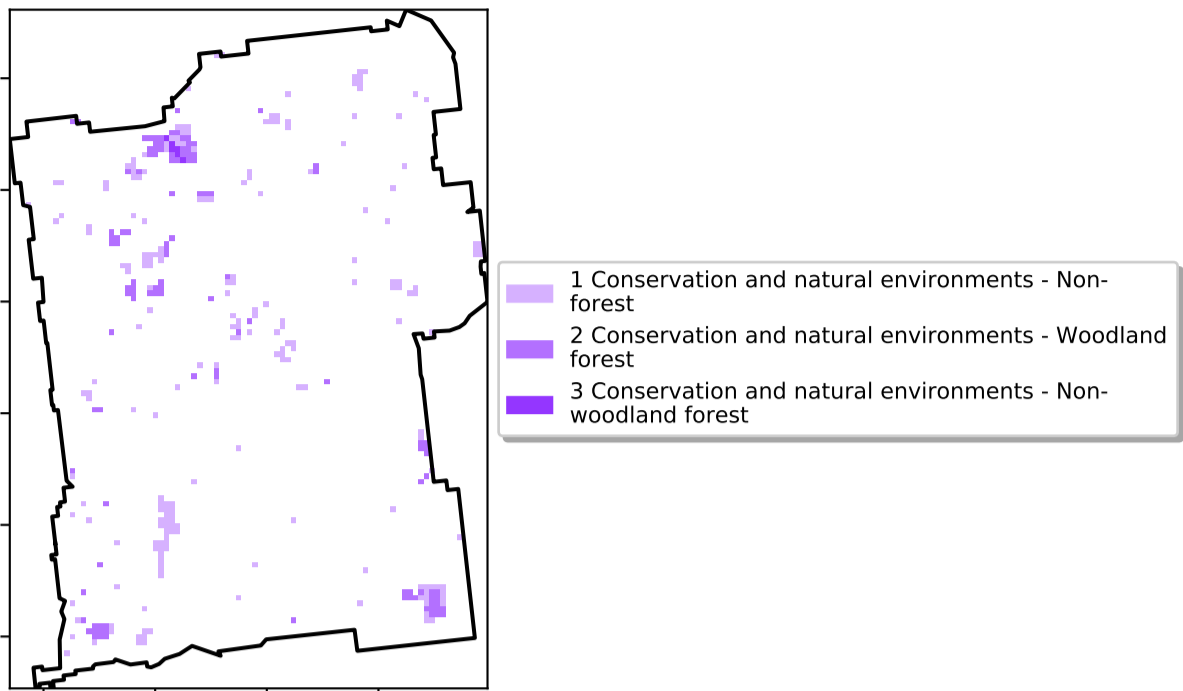 1 Conservation and natural environments - Non-
forest
2 Conservation and natural environments - Woodland
forest
3 Conservation and natural environments - Non-
woodland forest